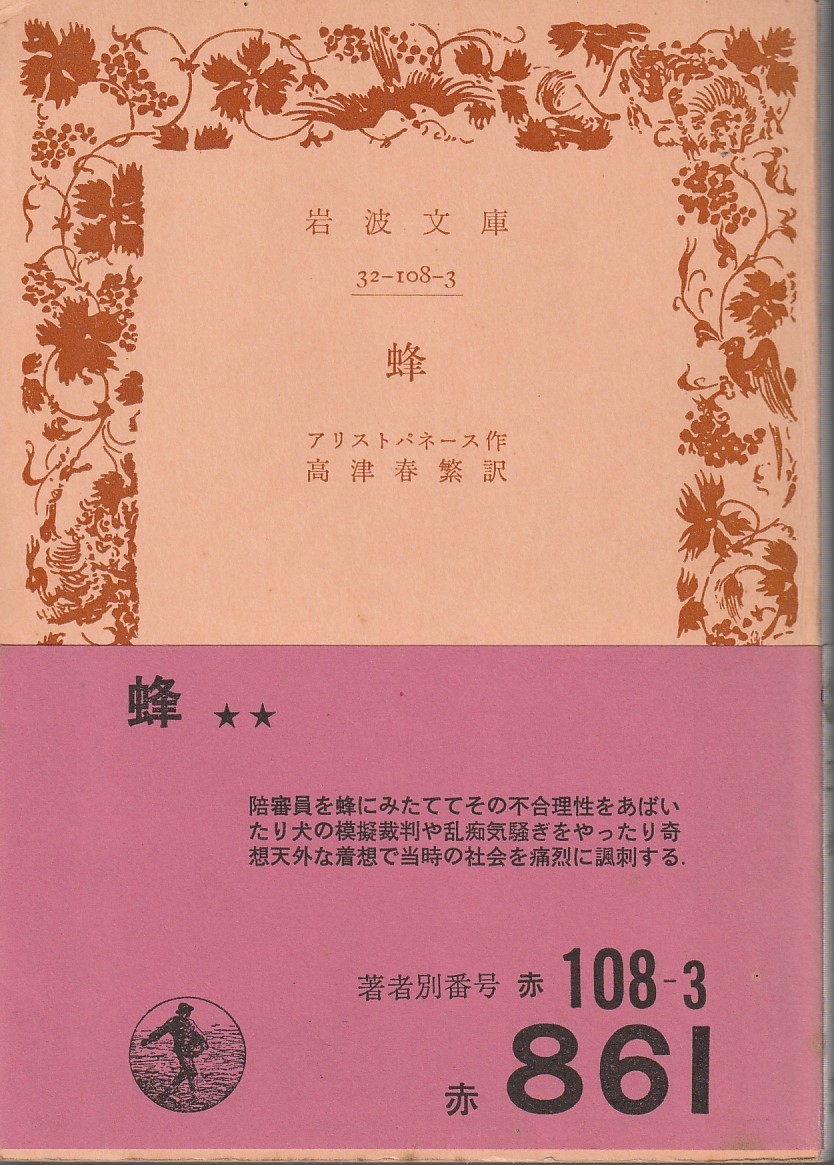 岩波文庫
32-108-3
蜂
アリストパネース作
高津春繁訳
蜂 ★★
陪審員を蜂にみたててその不合理性をあばい
たり犬の模擬裁判や乱痴気騒ぎをやったり奇
想天外な着想で当時の社会を痛烈に諷刺する.
著者別番号 赤 108-3
赤 861